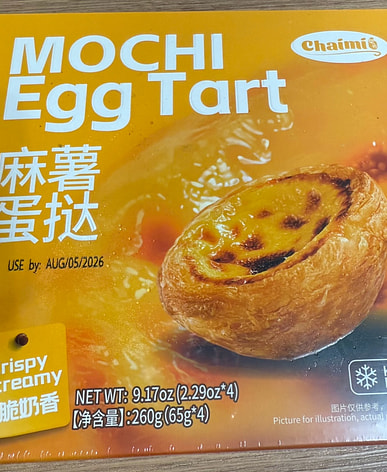 Chaimie
MOCHI
Egg Tart
麻薯
蛋挞
USE by: AUG/05/2026
crispy
creamy
脆奶香
NET WT: 9.17oz (2.29oz*4)
【净含量】:260g (65g*4)
图片仅供参考,
Picture for illustration, actual